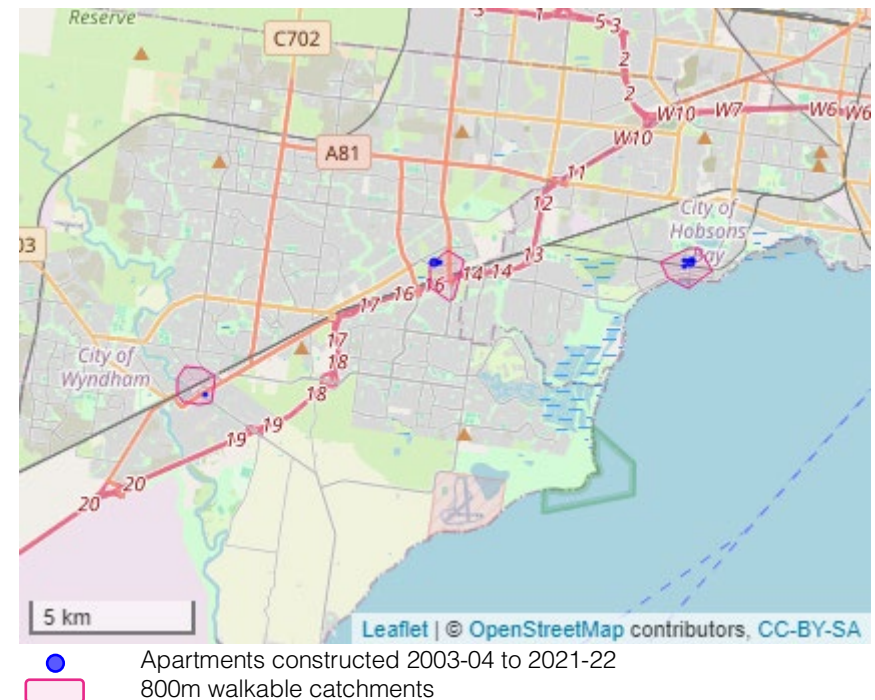 Reserve
C702
3
1
5
3
2
2
W10
W7
W6
W6
W10
A81
11
12
City of
Hobsons
Bay
03
13
14
14
16
16
17
17
18
City of
Wyndham
18
19
19
20
20
5 km
Leaflet | © OpenStreetMap contributors, CC-BY-SA
Apartments constructed 2003-04 to 2021-22
800m walkable catchments